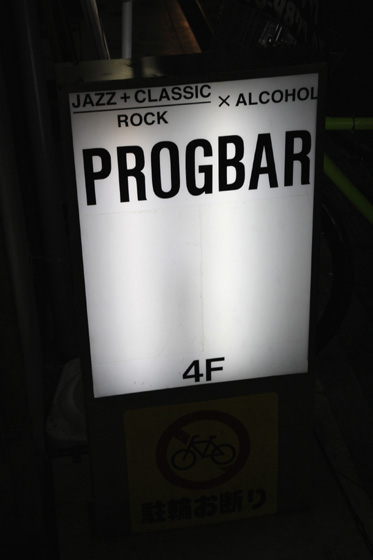 JAZZ + CLASSIC × ALCOHOL
ROCK
PROGBAR
4F
駐輪お断り